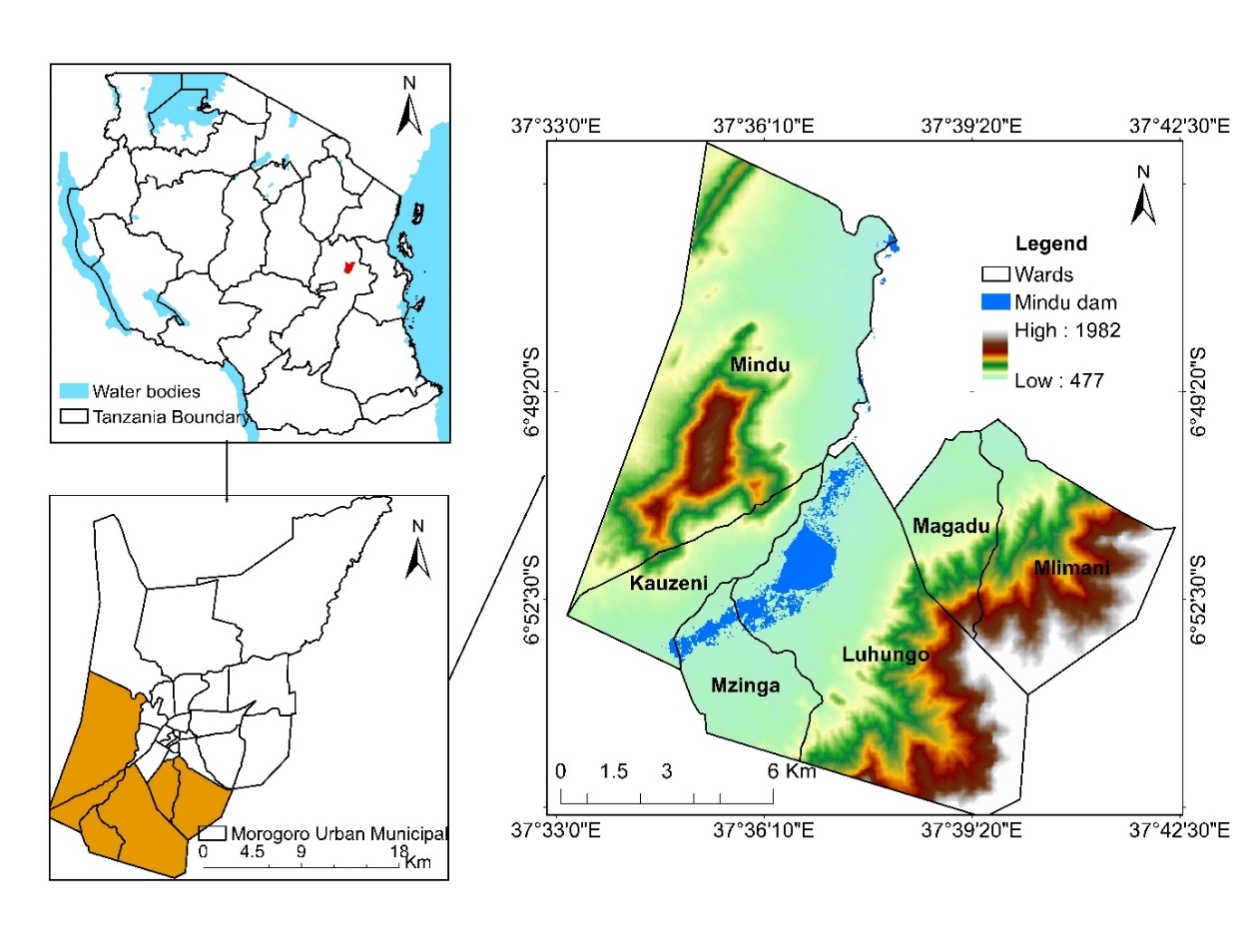 N
Water bodies
Tanzania Boundary
N
Morogoro Urban Municipal
0 4.5 9 18
Km
37°33'0"E 37°36'10"E 37°39'20"E 37°42'30"E
N
Legend
Wards
Mindu dam
High : 1982
Low : 477
6°49'20"S 6°49'20"S
Mindu
Magadu
Mlimani
Kauzeni
6°52'30"S 6°52'30"S
Luhungo
Mzinga
0 1.5 3 6 Km
37°33'0"E 37°36'10"E 37°39'20"E 37°42'30"E